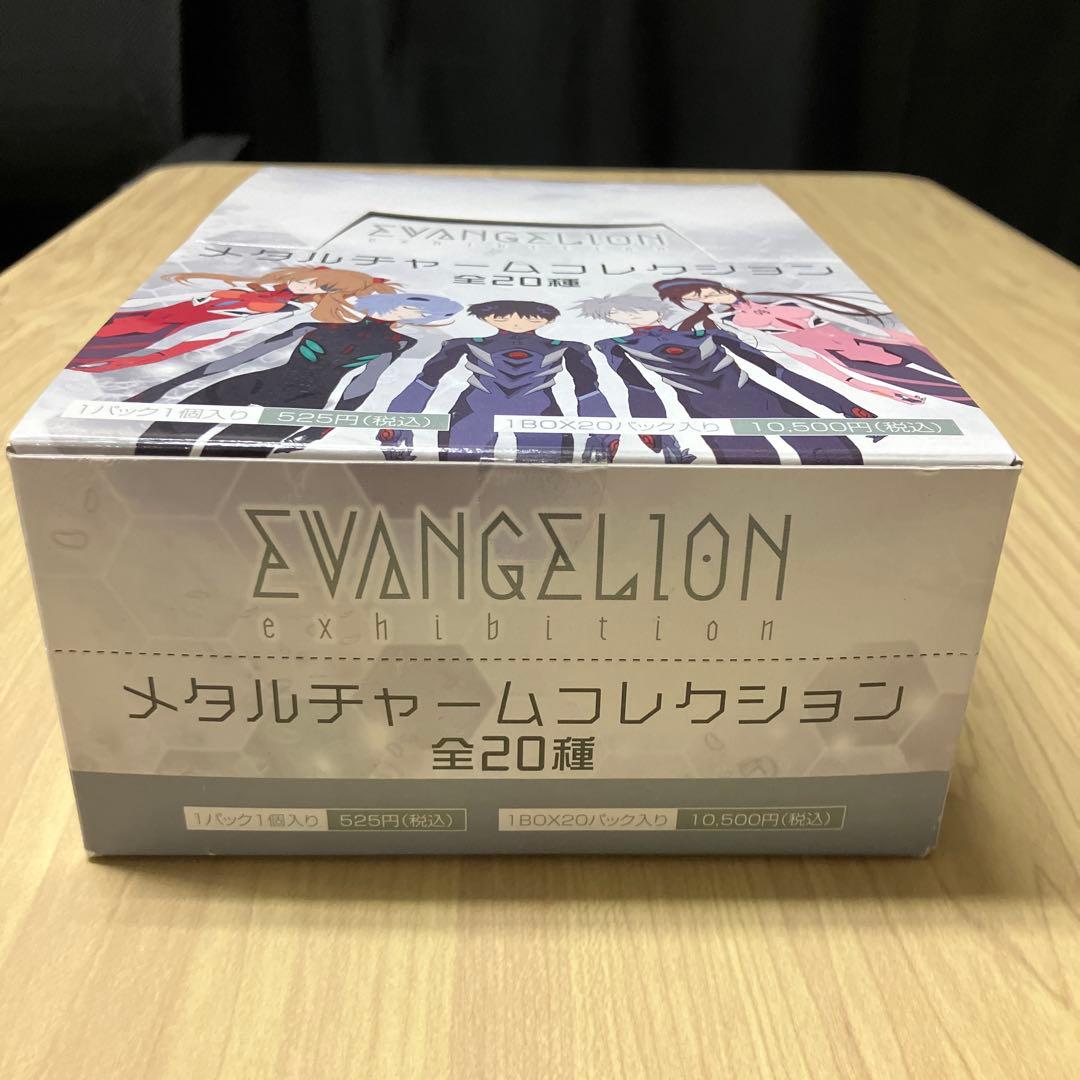 EVANGELION
exhibition
メタルチャームコレクション
全20種
1パック1個入り 525円(税込) 1BOX20パック入り 10,500円(税込)
EVANGELION
exhibition
メタルチャームコレクション
全20種
1パック1個入り 525円(税込) 1BOX20パック入り 10,500円(税込)